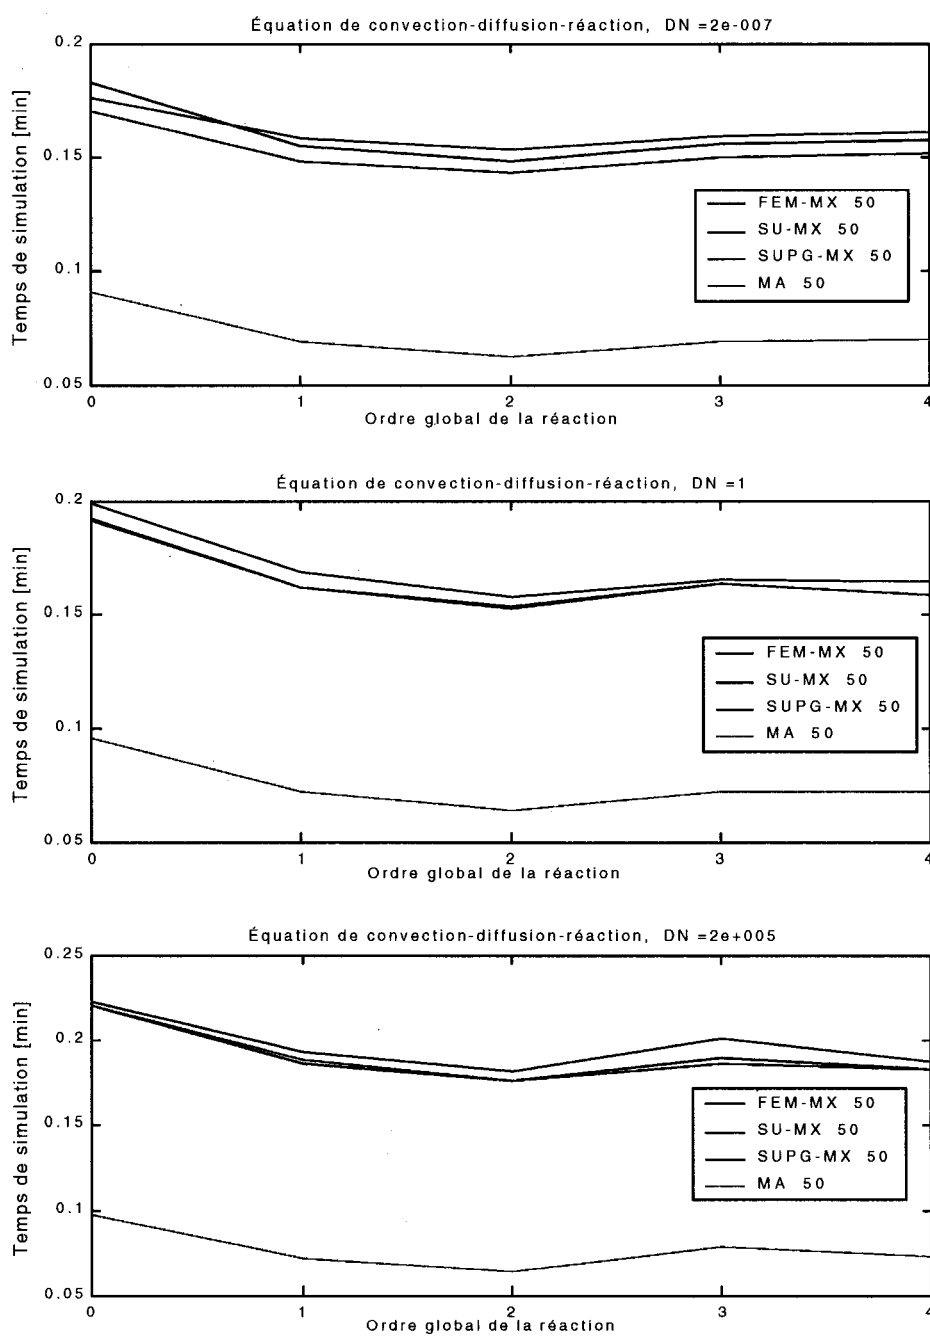 Équation de convection-diffusion-réaction, DN =2e-007
0.2
0.15
0.1
0.05
Temps de simulation [min]
FEM-MX 50
SU-MX 50
SUPG-MX 50
MA 50
0 1 2 3 4
Ordre global de la réaction
Équation de convection-diffusion-réaction, DN =1
0.2
0.15
0.1
0.05
Temps de simulation [min]
FEM-MX 50
SU-MX 50
SUPG-MX 50
MA 50
0 1 2 3 4
Ordre global de la réaction
Équation de convection-diffusion-réaction, DN =2e+005
0.25
0.2
0.15
0.1
0.05
Temps de simulation [min]
FEM-MX 50
SU-MX 50
SUPG-MX 50
MA 50
0 1 2 3 4
Ordre global de la réaction